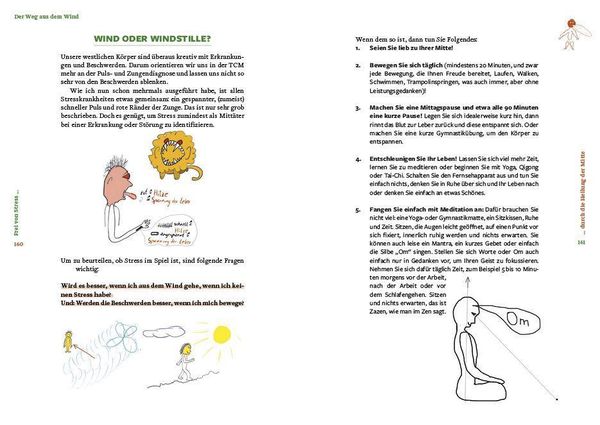 Der Weg aus dem Wind
WIND ODER WINDSTILLE?
Unsere westlichen Körper sind überaus kreativ mit Erkrankun-
gen und Beschwerden. Darum orientieren wir uns in der TCM
mehr an der Puls- und Zungendiagnose und lassen uns nicht so
sehr von den Beschwerden ablenken.
Wie ich nun schon mehrmals ausgeführt habe, ist allen
Stresskrankheiten etwas gemeinsam: ein gespannter, (zumeist)
schneller Puls und rote Ränder der Zunge. Das ist nur sehr grob
beschrieben. Doch es genügt, um Stress zumindest als Mittäter
bei einer Erkrankung oder Störung zu identifizieren.
Hitze
Spannung der Leber
schnell
Hitze
Spannung der Leber
Um zu beurteilen, ob Stress im Spiel ist, sind folgende Fragen
wichtig:
Wird es besser, wenn ich aus dem Wind gehe, wenn ich kei-
nen Stress habe?
Und: Werden die Beschwerden besser, wenn ich mich bewege?
Frei von Stress ...
160
Wenn dem so ist, dann tun Sie Folgendes:
1. Seien Sie lieb zu Ihrer Mitte!
2. Bewegen Sie sich täglich (mindestens 20 Minuten, und zwar
jede Bewegung, die Ihnen Freude bereitet, Laufen, Walken,
Schwimmen, Trampolinspringen, was auch immer, aber ohne
Leistungsgedanken)!
3. Machen Sie eine Mittagspause und etwa alle 90 Minuten
eine kurze Pause! Legen Sie sich idealerweise kurz hin, dann
rinnt das Blut zur Leber zurück und diese entspannt sich. Oder
machen Sie eine kurze Gymnastikübung, um den Körper zu
entspannen.
4. Entschleunigen Sie Ihr Leben! Lassen Sie sich viel mehr Zeit,
lernen Sie zu meditieren oder beginnen Sie mit Yoga, Qigong
oder Tai-Chi. Schalten Sie den Fernsehapparat aus und tun Sie
einfach nichts, denken Sie in Ruhe über sich und Ihr Leben nach
oder denken Sie einfach an etwas Schönes.
5. Fangen Sie einfach mit Meditation an: Dafür brauchen Sie
nicht viel: eine Yoga- oder Gymnastikmatte, ein Sitzkissen, Ruhe
und Zeit. Sitzen, die Augen leicht geöffnet, auf einen Punkt vor
sich fixiert, innerlich ruhig werden und nichts erwarten. Sie
können auch leise ein Mantra, ein kurzes Gebet oder einfach
die Silbe „Om“ singen. Stellen Sie sich Worte oder Om auch
einfach nur in Gedanken vor, um Ihren Geist zu fokussieren.
Nehmen Sie sich dafür täglich Zeit, zum Beispiel 5 bis 10 Minu-
ten morgens vor der Arbeit,
nach der Arbeit oder vor
dem Schlafengehen. Sitzen
und nichts erwarten, das ist
Zazen, wie man im Zen sagt.
Om
... durch die Heilung der Mitte
161